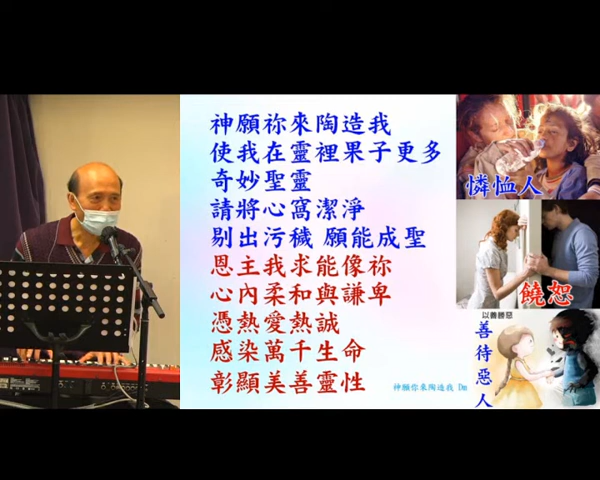 神願祢來陶造我
使我在靈裡果子更多
奇妙聖靈
請將心窩潔淨
剔出污穢 願能成聖
恩主我求能像祢
心內柔和與謙卑
憑熱愛熱誠
感染萬千生命
彰顯美善靈性
神願你來陶造我 Dm
憐恤人
饒恕
以善勝惡
善待惡人